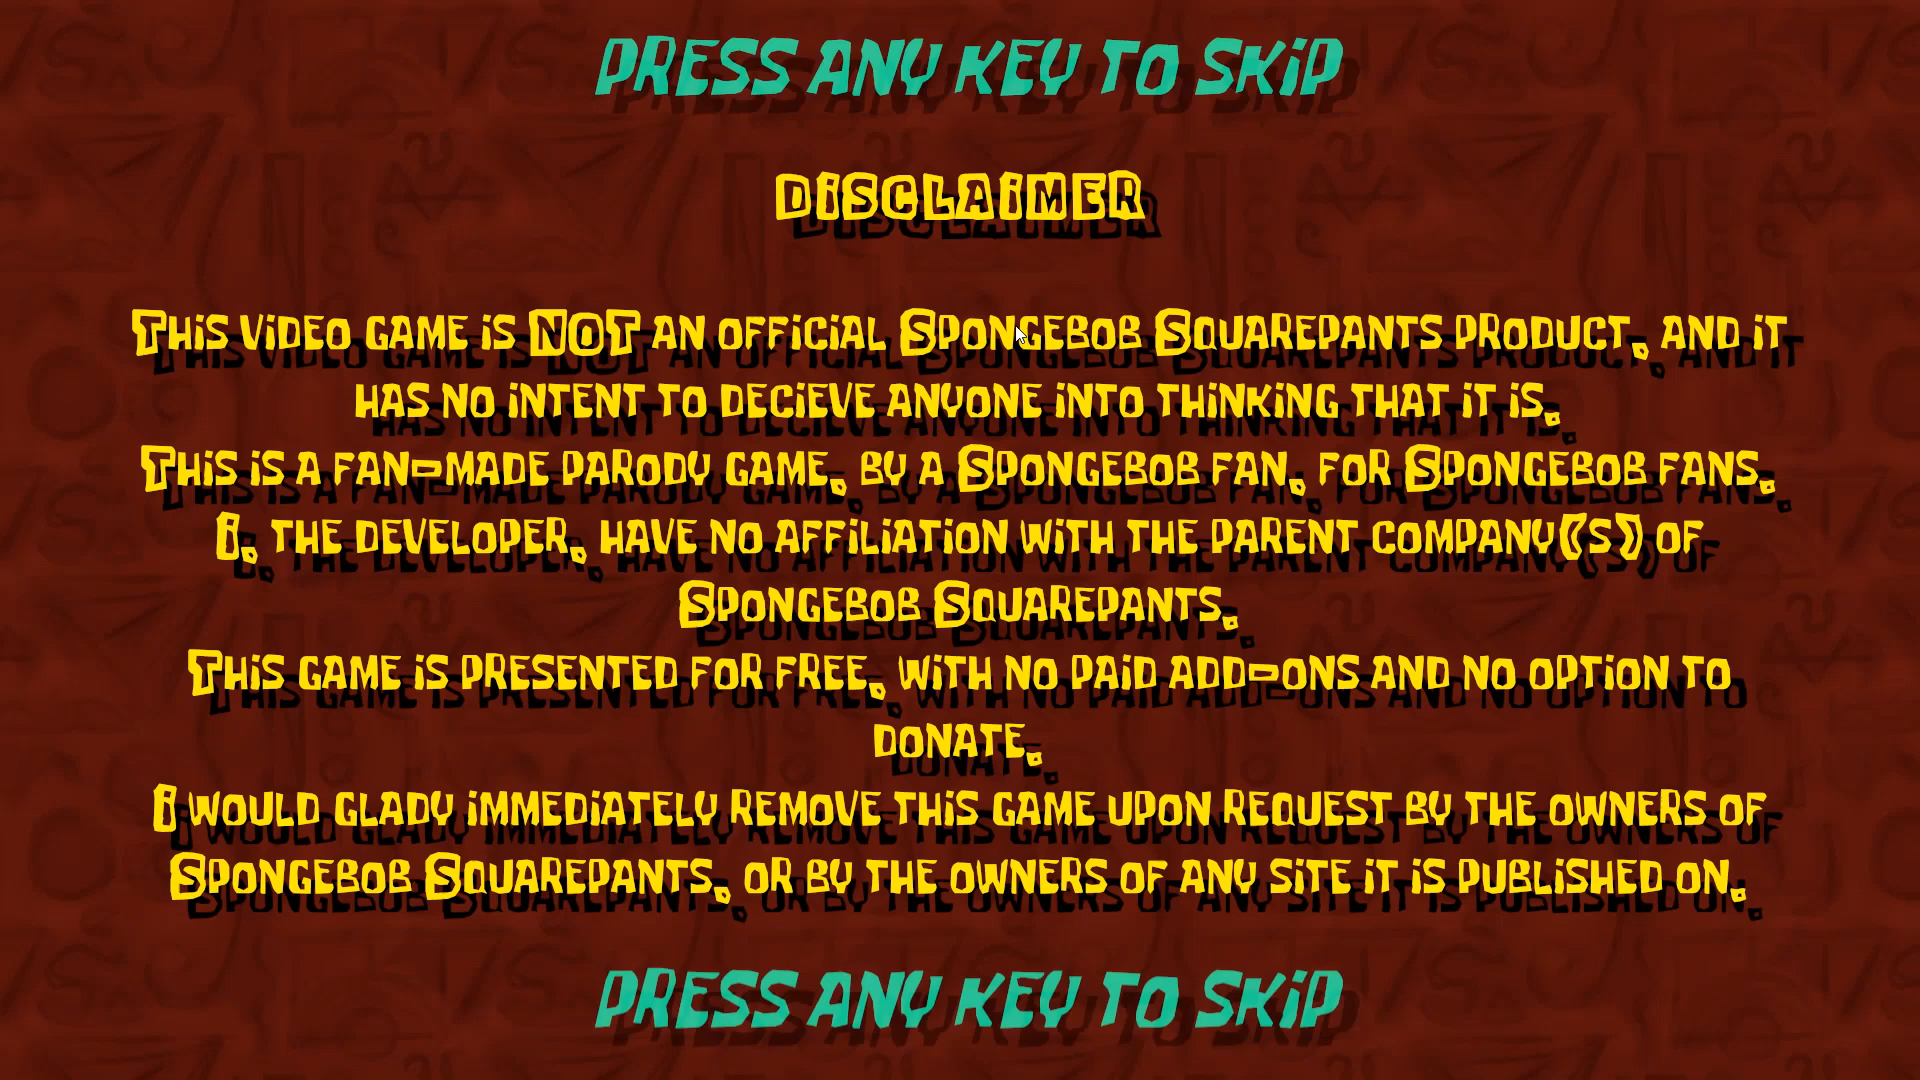 PRESS ANY KEY TO SKIP
DISCLAIMER
This video game is NOT an official Spongebob Squarepants product, and it
has no intent to decieve anyone into thinking that it is.
This is a fan-made parody game, by a Spongebob fan, for Spongebob fans.
I, the developer, have no affiliation with the parent company(s) of
Spongebob Squarepants.
This game is presented for free, with no paid add-ons and no option to
donate.
I would glady immediately remove this game upon request by the owners of
Spongebob Squarepants, or by the owners of any site it is published on.
PRESS ANY KEY TO SKIP